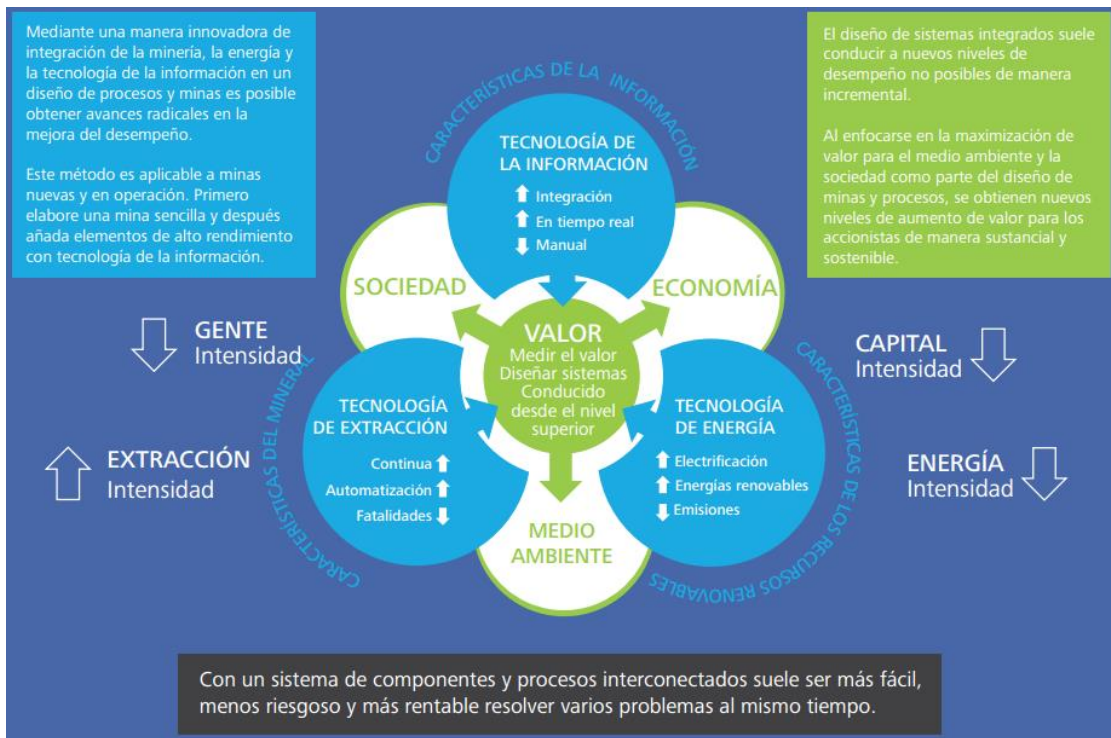 Mediante una manera innovadora de
integración de la minería, la energía y
la tecnología de la información en un
diseño de procesos y minas es posible
obtener avances radicales en la
mejora del desempeño.
Este método es aplicable a minas
nuevas y en operación. Primero
elabore una mina sencilla y después
añada elementos de alto rendimiento
con tecnología de la información.
El diseño de sistemas integrados suele
conducir a nuevos niveles de
desempeño no posibles de manera
incremental.
Al enfocarse en la maximización de
valor para el medio ambiente y la
sociedad como parte del diseño de
minas y procesos, se obtienen nuevos
niveles de aumento de valor para los
accionistas de manera sustancial y
sostenible.
CARACTERÍSTICAS DE LA INFORMACIÓN
TECNOLOGÍA DE
LA INFORMACIÓN
Integración
En tiempo real
Manual
SOCIEDAD
ECONOMÍA
VALOR
Medir el valor
Diseñar sistemas
Conducido
desde el nivel
superior
GENTE
Intensidad
CAPITAL
Intensidad
CARACTERÍSTICAS DEL MINERAL
TECNOLOGÍA
DE EXTRACCIÓN
Continua
Automatización
Fatalidades
TECNOLOGÍA
DE ENERGÍA
Electrificación
Energías renovables
Emisiones
CARACTERÍSTICAS DE LOS RECURSOS RENOVABLES
EXTRACCIÓN
Intensidad
ENERGÍA
Intensidad
MEDIO
AMBIENTE
Con un sistema de componentes y procesos interconectados suele ser más fácil,
menos riesgoso y más rentable resolver varios problemas al mismo tiempo.